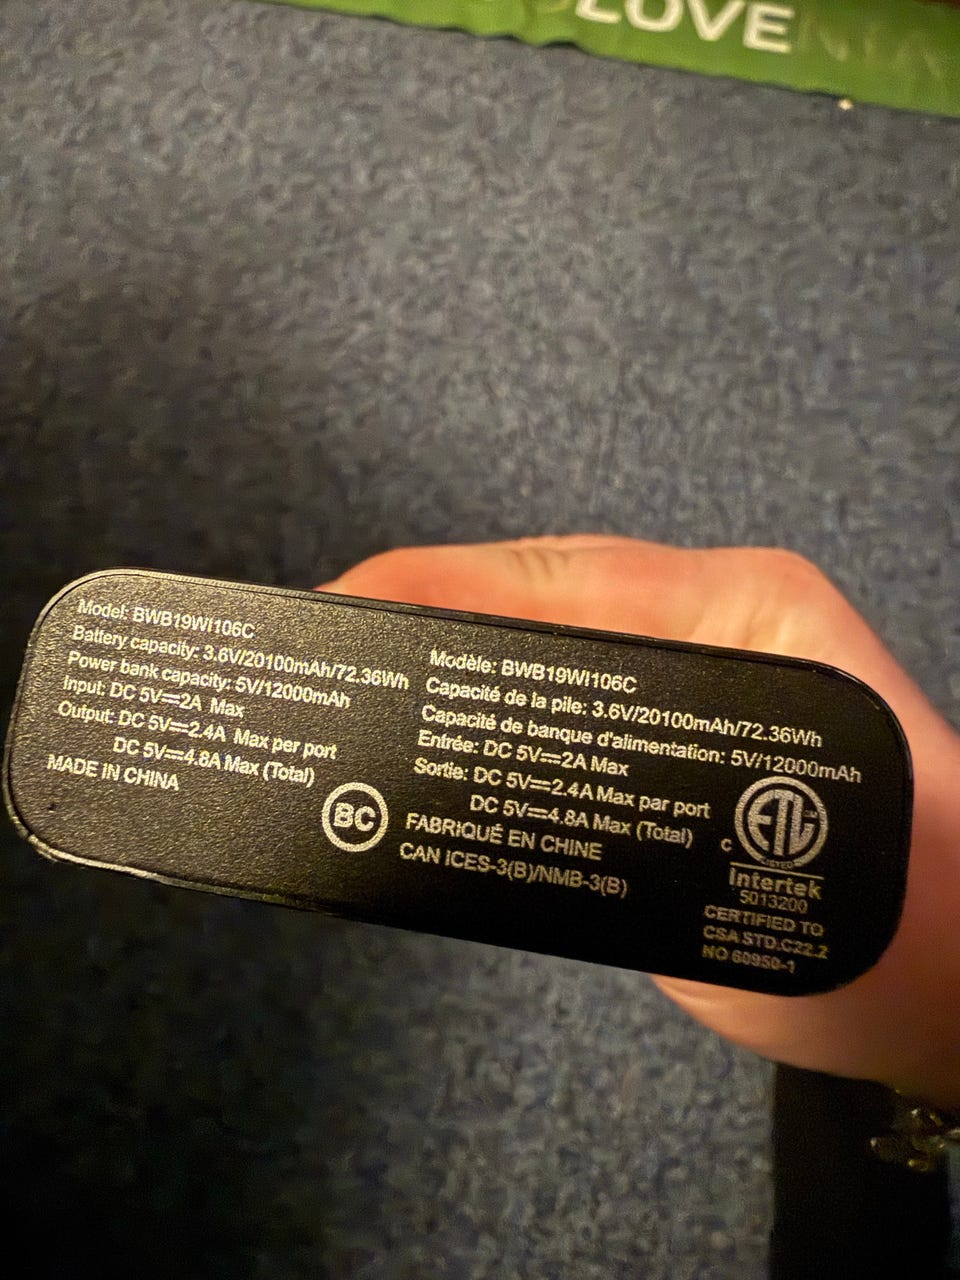 LOVE
Model: BWB19WI106C
Battery capacity: 3.6V/20100mAh/72.36Wh
Power bank capacity: 5V/12000mAh
Input: DC 5V⎓2A Max
Output: DC 5V⎓2.4A Max per port
DC 5V⎓4.8A Max (Total)
MADE IN CHINA
BC
Modèle: BWB19WI106C
Capacité de la pile: 3.6V/20100mAh/72.36Wh
Capacité de banque d'alimentation: 5V/12000mAh
Entrée: DC 5V⎓2A Max
Sortie: DC 5V⎓2.4A Max par port
DC 5V⎓4.8A Max (Total)
FABRIQUÉ EN CHINE
CAN ICES-3(B)/NMB-3(B)
ETL
C
LISTED
Intertek
5013200
CERTIFIED TO
CSA STD.C22.2
NO 60950-1